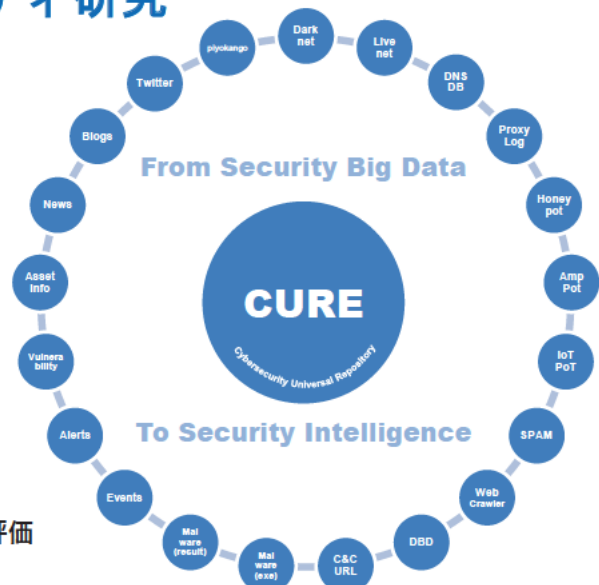 ティ研究
Dark
net
Live
net
DNS
DB
Proxy
Log
Honey
pot
Amp
Pot
IoT
PoT
SPAM
Web
Crawler
DBD
C&C
URL
Mal
ware
(exe)
Mal
ware
(result)
Events
Alerts
Vulnera
bility
Asset
Info
News
Blogs
Twitter
piyokango
From Security Big Data
CURE
Cybersecurity Universal Repository
To Security Intelligence
評価